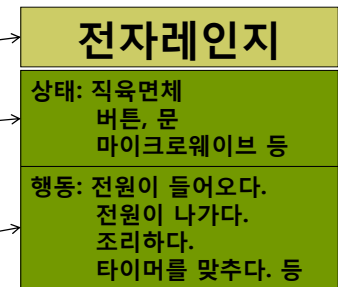 전자레인지
상태: 직육면체
버튼, 문
마이크로웨이브 등
행동: 전원이 들어오다.
전원이 나가다.
조리하다.
타이머를 맞추다. 등